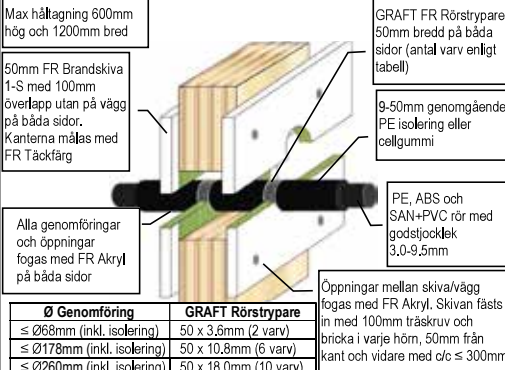 Max håltagning 600mm
hög och 1200mm bred
GRAFT FR Rörstrypare
50mm bredd på båda
sidor (antal varv enligt
tabell)
50mm FR Brandskiva
1-S med 100mm
överlapp utan på vägg
på båda sidor.
Kanterna målas med
FR Täckfärg
9-50mm genomgående
PE isolering eller
cellgummi
PE, ABS och
SAN+PVC rör med
godstjocklek
3.0-9.5mm
Alla genomföringar
och öppningar
fogas med FR Akryl
på båda sidor
Öppningar mellan skiva/vägg
fogas med FR Akryl. Skivan fästs
in med 100mm träskruv och
bricka i varje hörn, 50mm från
kant och vidare med c/c ≤ 300mm
Ø Genomföring GRAFT Rörstrypare
≤ Ø68mm (inkl. isolering) 50 x 3,6mm (2 varv)
≤ Ø178mm (inkl. isolering) 50 x 10.8mm (6 varv)
≤ Ø260mm (inkl. isolering) 50 x 18.0mm (10 varv)